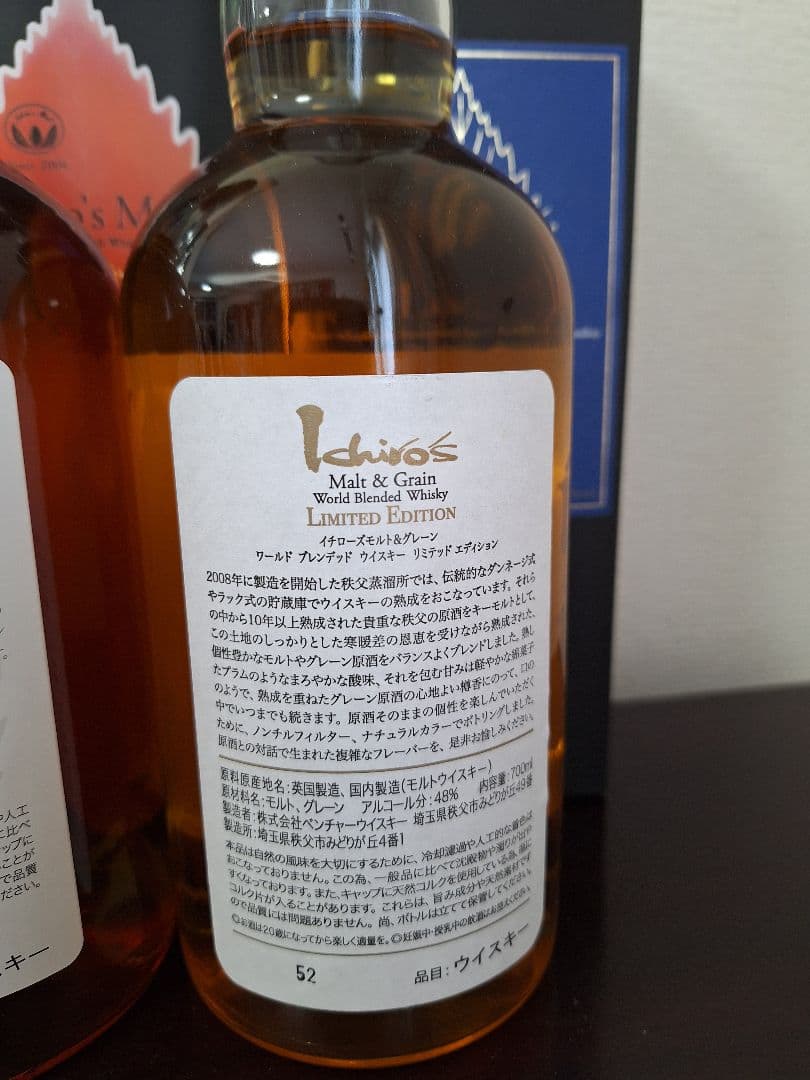 Ichiro's
Malt & Grain
World Blended Whisky
LIMITED EDITION
イチローズモルト&グレーン
ワールド ブレンデッド ウイスキー リミテッド エディション
2008年に製造を開始した秩父蒸溜所では、伝統的なダンネージ式
やラック式の貯蔵庫でウイスキーの熟成をおこなっています。それら
の中から10年以上熟成された貴重な秩父の原酒をキーモルトとして、
この土地のしっかりとした寒暖差の恩恵を受けながら熟成された、
個性豊かなモルトやグレーン原酒をバランスよくブレンドしました。熟し
たプラムのようなまろやかな酸味、それを包む甘みは軽やかな綿菓子
のようで、熟成を重ねたグレーン原酒の心地よい樽香にのって、口の
中でいつまでも続きます。原酒そのままの個性を楽しんでいただく
ために、ノンチルフィルター、ナチュラルカラーでボトリングしました。
原酒との対話で生まれた複雑なフレーバーを、是非お愉しみください。
原料原産地名:英国製造、国内製造(モルトウイスキー)
原材料名:モルト、グレーン アルコール分:48% 内容量:700ml
製造者:株式会社ベンチャーウイスキー 埼玉県秩父市みどりが丘49番
製造所:埼玉県秩父市みどりが丘4番1
本品は自然の風味を大切にするために、冷却濾過や人工的な着色は
おこなっておりません。この為、一般品に比べて沈殿物や濁りが出や
すくなっております。また、キャップに天然コルクを使用している為、稀に
コルク片が入ることがあります。これらは、旨み成分や天然素材です
ので品質には問題ありません。尚、ボトルは立てて保管してください。
◎お酒は20歳になってから楽しく適量を。◎妊娠中・授乳中の飲酒はお控えください。
52
品目:ウイスキー